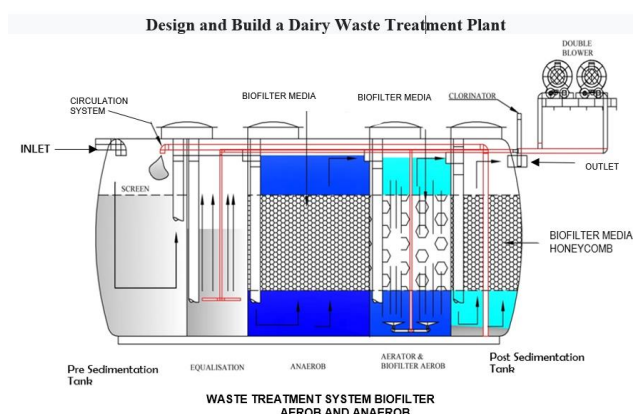 Design and Build a Dairy Waste Treatment Plant
DOUBLE
BLOWER
BIOFILTER MEDIA
BIOFILTER MEDIA
CLORINATOR
CIRCULATION
SYSTEM
INLET
OUTLET
SCREEN
BIOFILTER MEDIA
HONEYCOMB
Pre Sedimentation
Tank
EQUALISATION
ANAEROB
AERATOR &
BIOFILTER AEROB
Post Sedimentation
Tank
WASTE TREATMENT SYSTEM BIOFILTER
AEROB AND ANAEROB